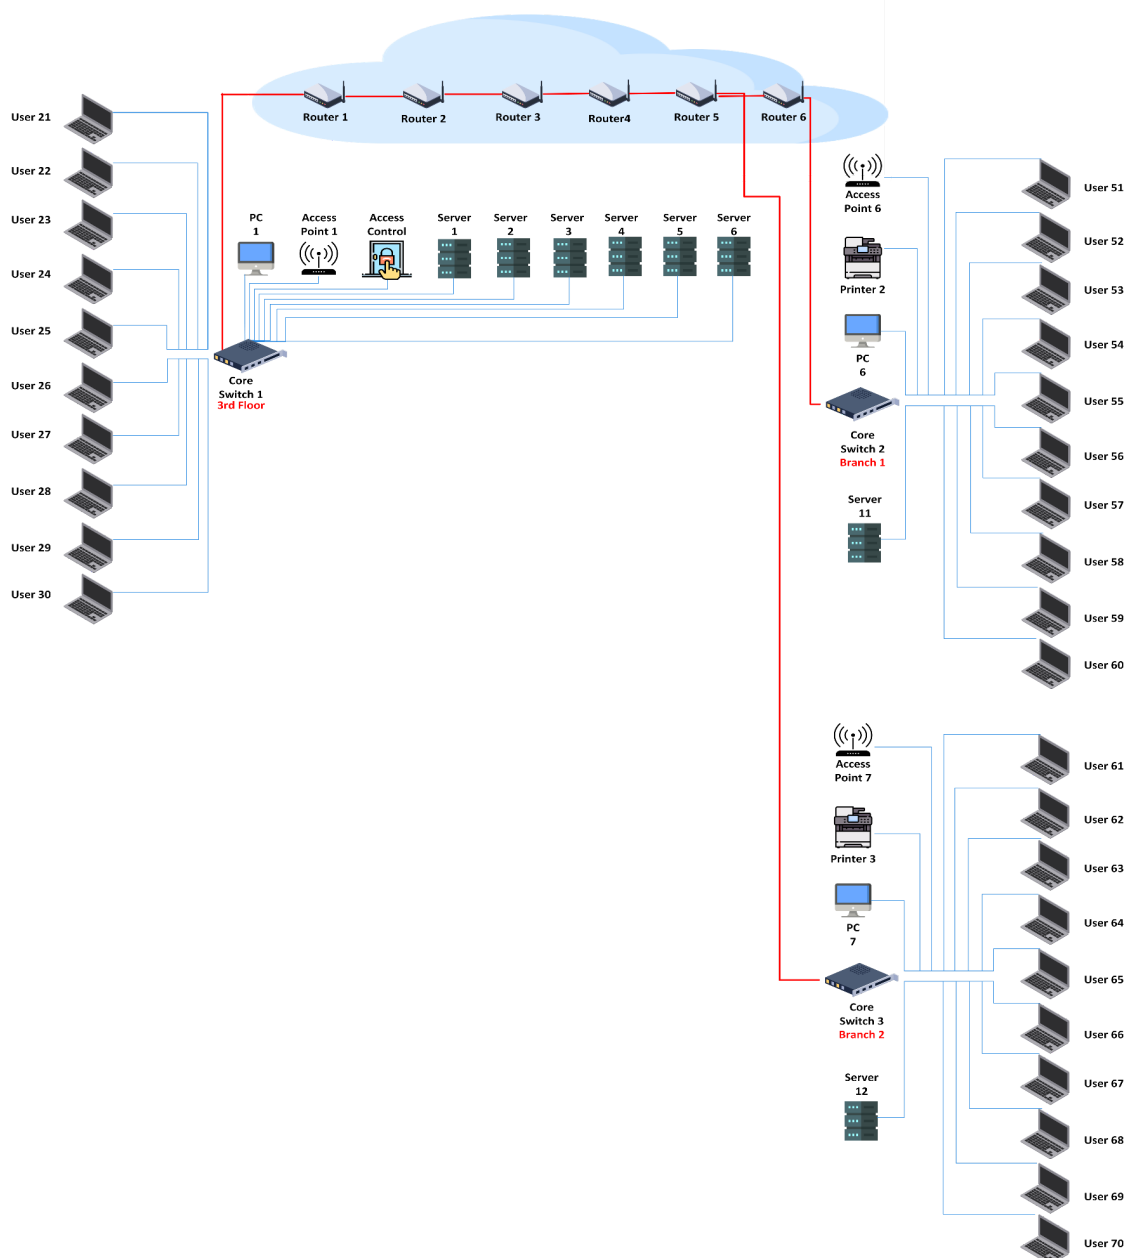 Router 1
Router 2
Router 3
Router4
Router 5
Router 6
User 21
User 22
User 23
User 24
User 25
User 26
User 27
User 28
User 29
User 30
PC
1
Access
Point 1
Access
Control
Server
1
Server
2
Server
3
Server
4
Server
5
Server
6
Core
Switch 1
3rd Floor
Access
Point 6
Printer 2
PC
6
Core
Switch 2
Branch 1
Server
11
User 51
User 52
User 53
User 54
User 55
User 56
User 57
User 58
User 59
User 60
Access
Point 7
Printer 3
PC
7
Core
Switch 3
Branch 2
Server
12
User 61
User 62
User 63
User 64
User 65
User 66
User 67
User 68
User 69
User 70